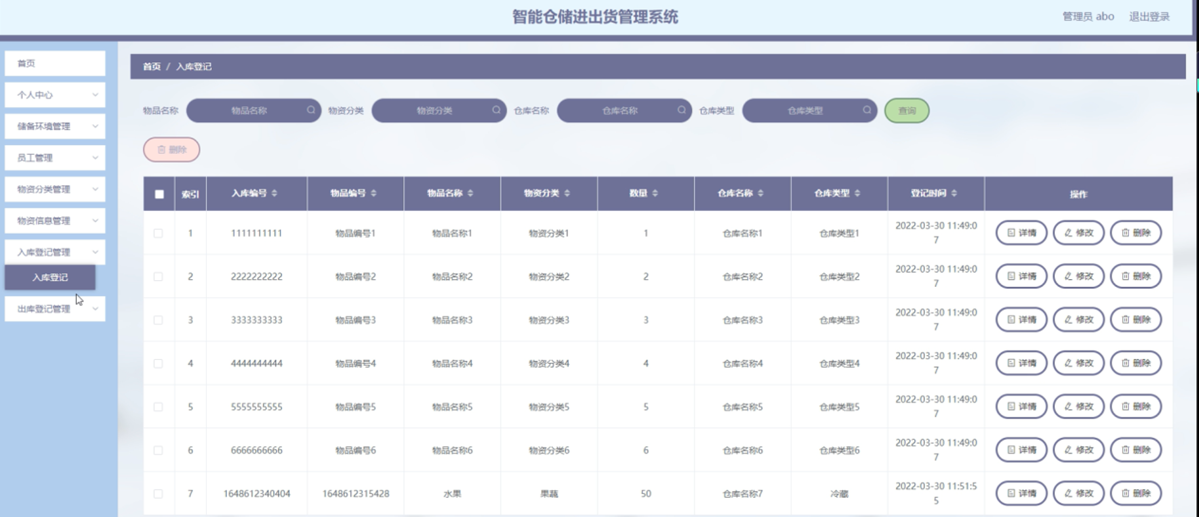 智能仓储进出货管理系统
管理员 abo 退出登录
首页
个人中心
储备环境管理
员工管理
物资分类管理
物资信息管理
入库登记管理
入库登记
出库登记管理
首页 / 入库登记
物品名称 物品名称 物资分类 物资分类 仓库名称 仓库名称 仓库类型 仓库类型 查询
删除
索引 入库编号 物品编号 物品名称 物资分类 数量 仓库名称 仓库类型 登记时间 操作
1 1111111111 物品编号1 物品名称1 物资分类1 1 仓库名称1 仓库类型1 2022-03-30 11:49:0
7 详情 修改 删除
2 2222222222 物品编号2 物品名称2 物资分类2 2 仓库名称2 仓库类型2 2022-03-30 11:49:0
7 详情 修改 删除
3 3333333333 物品编号3 物品名称3 物资分类3 3 仓库名称3 仓库类型3 2022-03-30 11:49:0
7 详情 修改 删除
4 4444444444 物品编号4 物品名称4 物资分类4 4 仓库名称4 仓库类型4 2022-03-30 11:49:0
7 详情 修改 删除
5 5555555555 物品编号5 物品名称5 物资分类5 5 仓库名称5 仓库类型5 2022-03-30 11:49:0
7 详情 修改 删除
6 6666666666 物品编号6 物品名称6 物资分类6 6 仓库名称6 仓库类型6 2022-03-30 11:49:0
7 详情 修改 删除
7 1648612340404 1648612315428 水果 果蔬 50 仓库名称7 冷藏 2022-03-30 11:51:5
5 详情 修改 删除